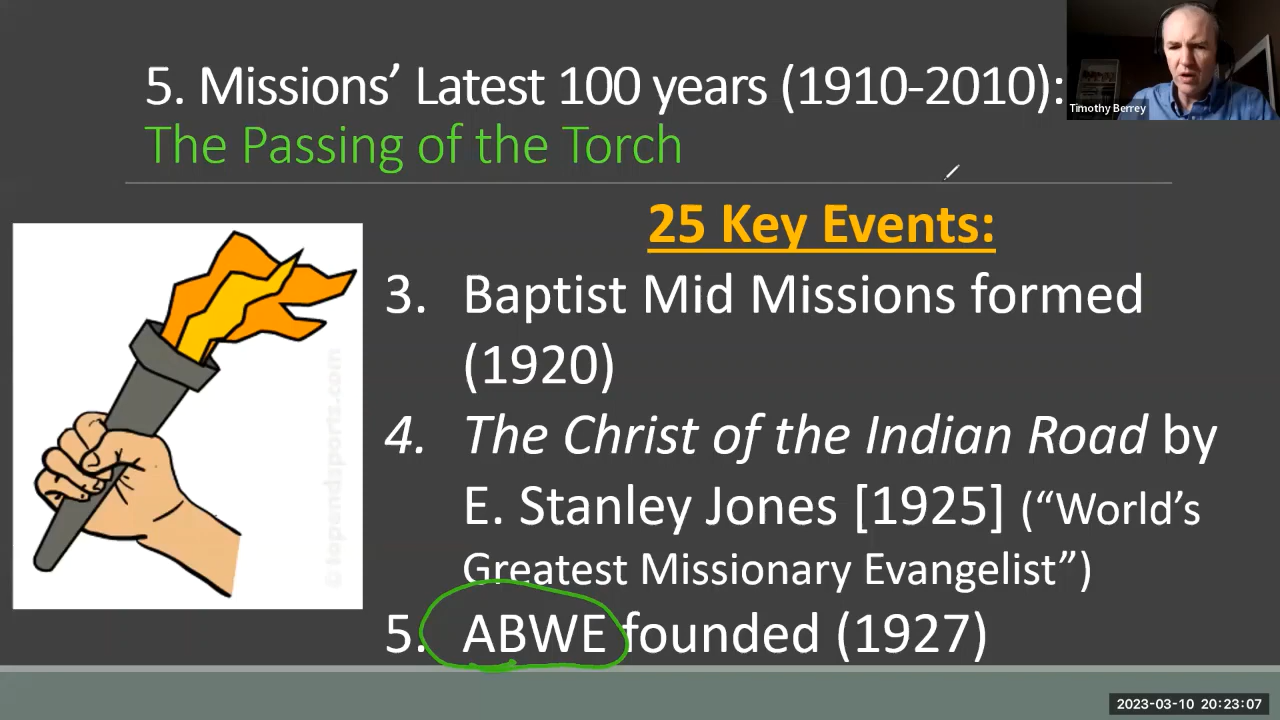 5. Missions’ Latest 100 years (1910-2010):
The Passing of the Torch
Timothy Berrey
25 Key Events:
3. Baptist Mid Missions formed
(1920)
4. The Christ of the Indian Road by
E. Stanley Jones [1925] (“World’s
Greatest Missionary Evangelist”)
5. ABWE founded (1927)
©topendsports.com
2023-03-10 20:23:07